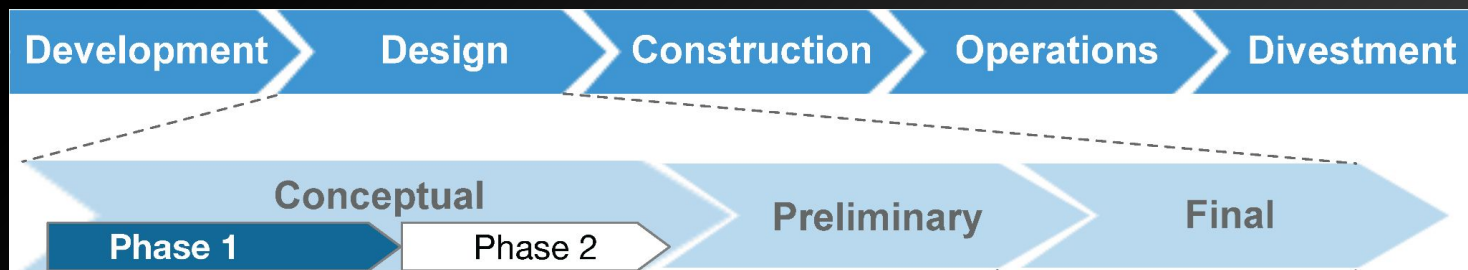 Development Design Construction Operations Divestment
Conceptual Preliminary Final
Phase 1 Phase 2